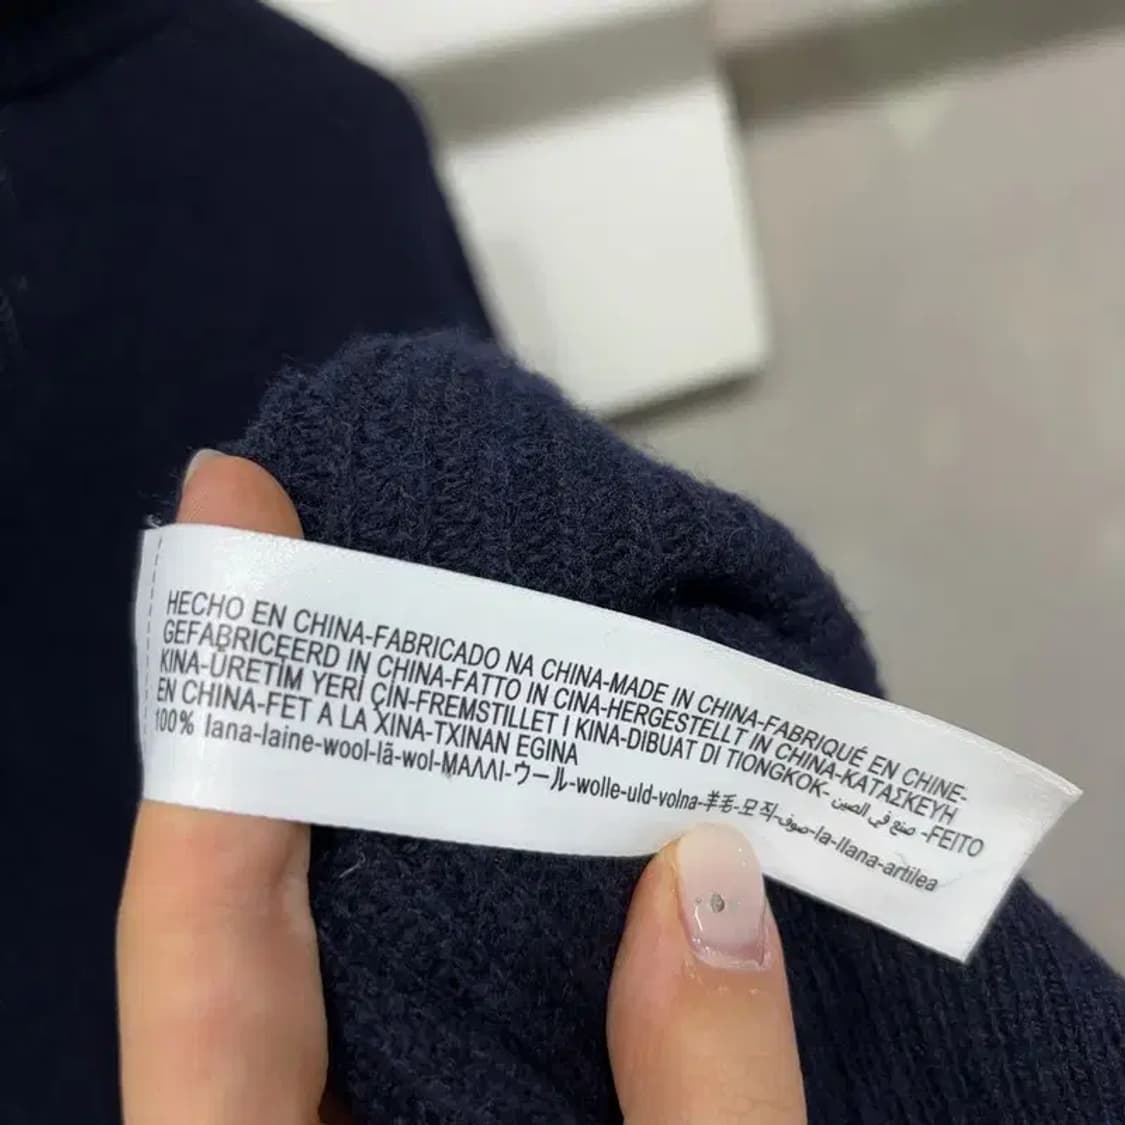 HECHO EN CHINA-FABRICADO NA CHINA-MADE IN CHINA-FABRIQUÉ EN CHINE-
GEFABRICEERD IN CHINA-FATTO IN CINA-HERGESTELLT IN CHINA-ΚΑΤΑΣΚΕΥΗ
KINA-ÜRETİM YERİ ÇİN-FREMSTILLET I KINA-DIBUAT DI TIONGKOK- صنع في الصين -FEITO
EN CHINA-FET A LA XINA-TXINAN EGINA
100% lana-laine-wool-lã-wol-ΜΑΛΛΙ-ウール-wolle-uld-volna-羊毛-모직-صوف-la-llana-artilea